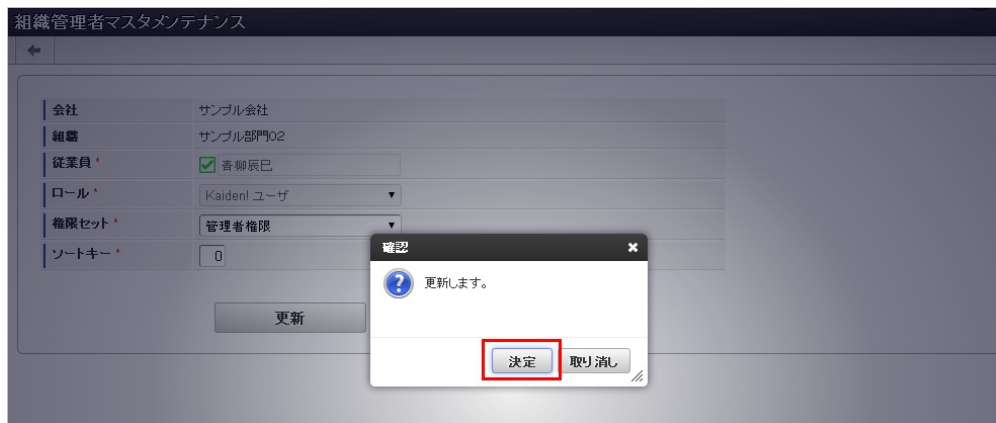 組織管理者マスタメンテナンス
会社 サンプル会社
組織 サンプル部門02
従業員* 青柳辰巳
ロール* Kaiden! ユーザ
権限セット* 管理者権限
ソートキー* 0
更新
確認
更新します。
決定 取り消し